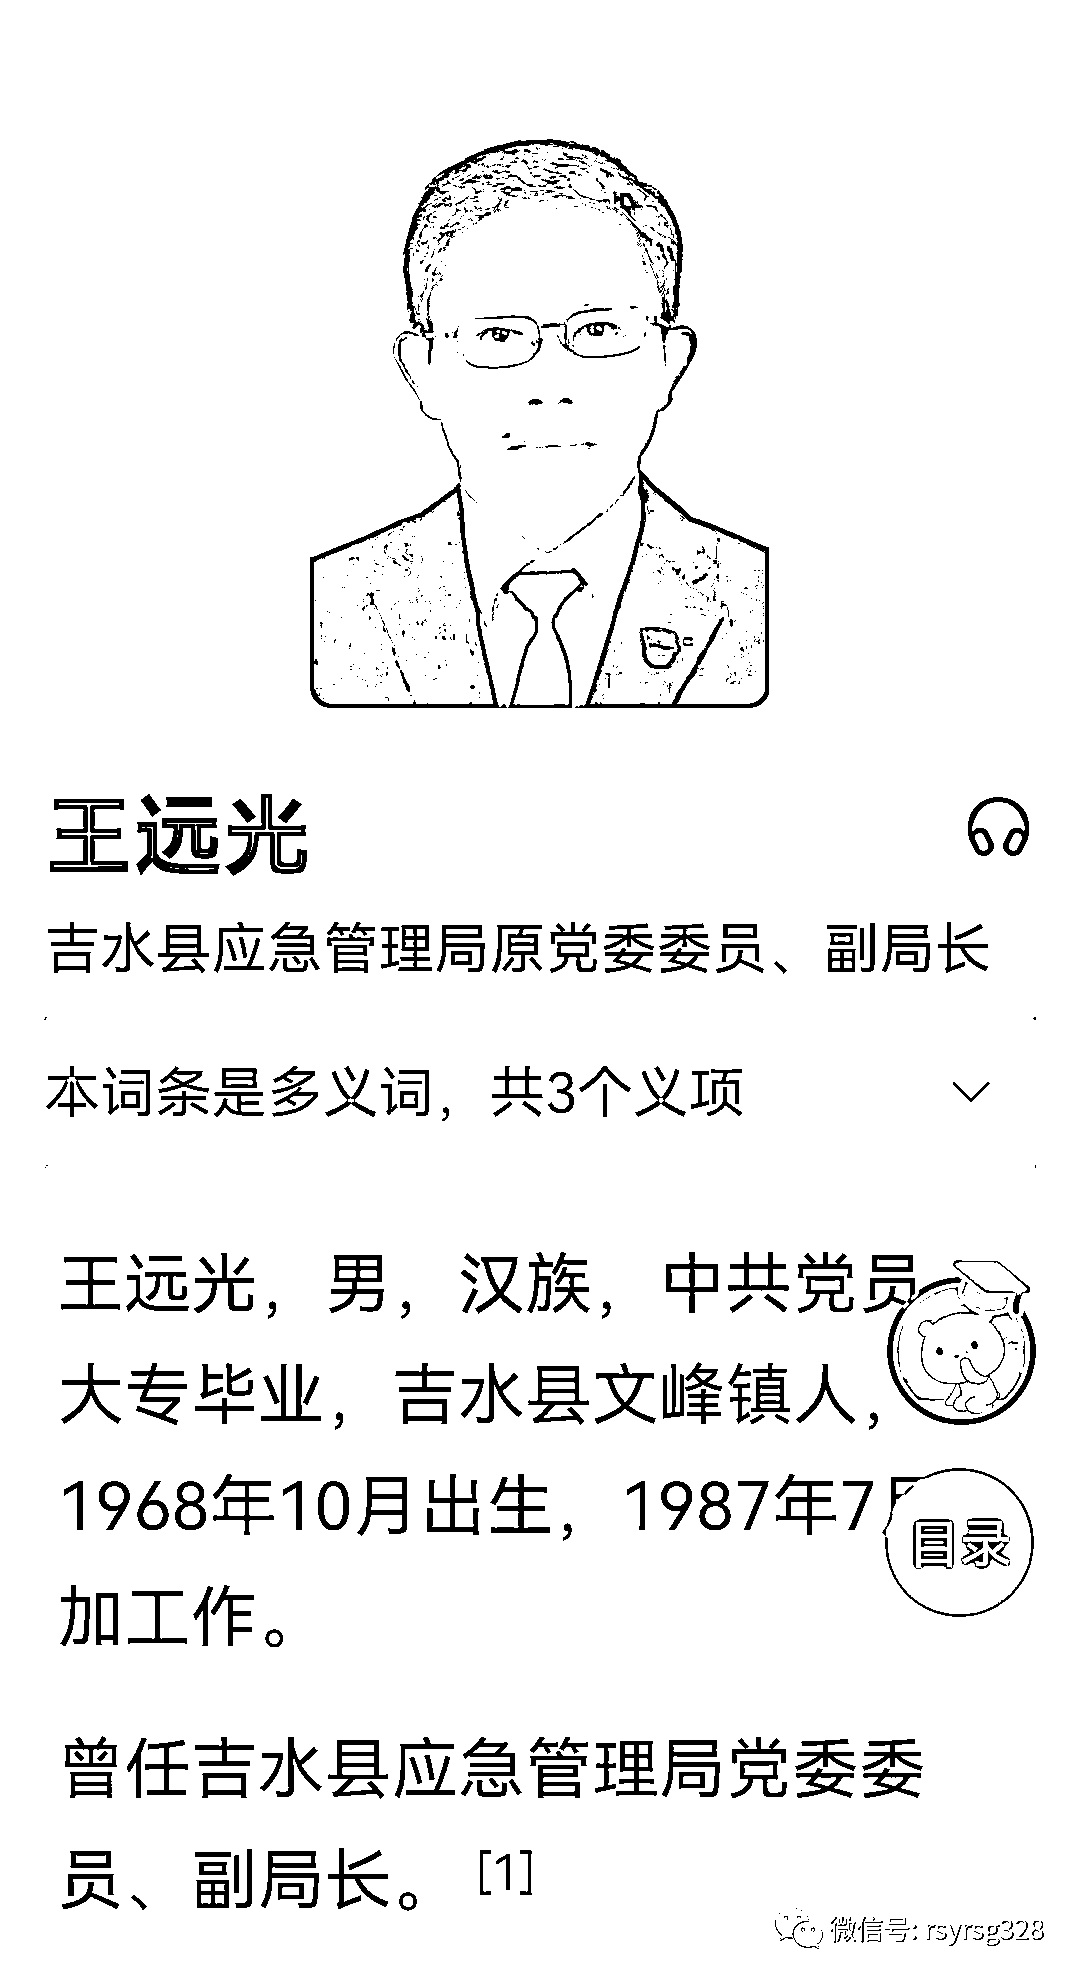 王远光
吉水县应急管理局原党委委员、副局长
本词条是多义词，共3个义项
王远光，男，汉族，中共党员
大专毕业，吉水县文峰镇人，
1968年10月出生，1987年7月
目录
加工作。
曾任吉水县应急管理局党委委
员、副局长。[1]
微信号: rsyrsg328